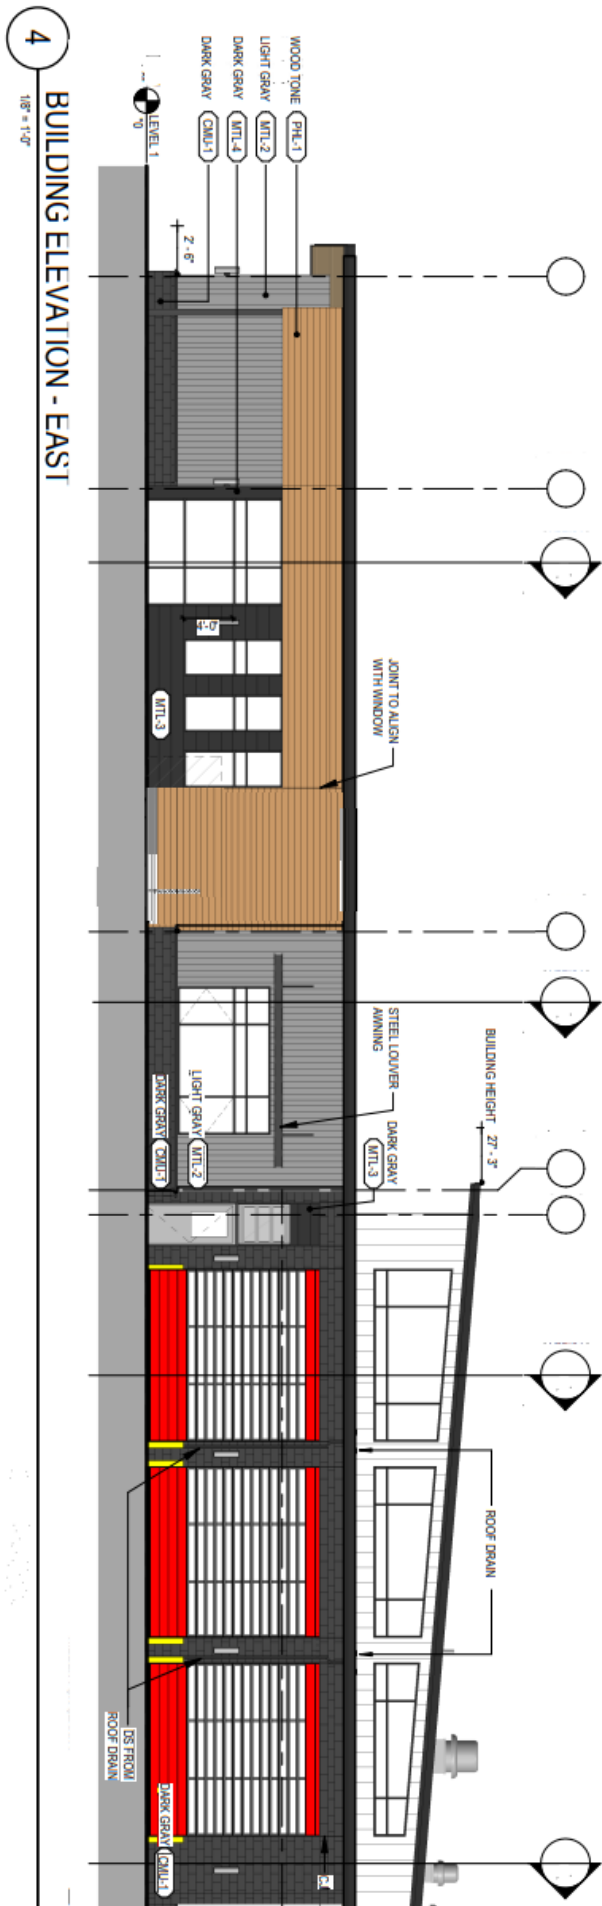 WOOD TONE PHL-1
LIGHT GRAY MTL-2
DARK GRAY MTL-4
DARK GRAY CMU-1
LEVEL 1
2' - 6"
4'-0"
MTL-3
JOINT TO ALIGN
WITH WINDOW
STEEL LOUVER
AWNING
BUILDING HEIGHT 27' - 3"
DARK GRAY
MTL-3
LIGHT GRAY MTL-2
DARK GRAY CMU-1
ROOF DRAIN
DS FROM
ROOF DRAIN
DARK GRAY CMU-1
4
BUILDING ELEVATION - EAST
1/8" = 1'-0"